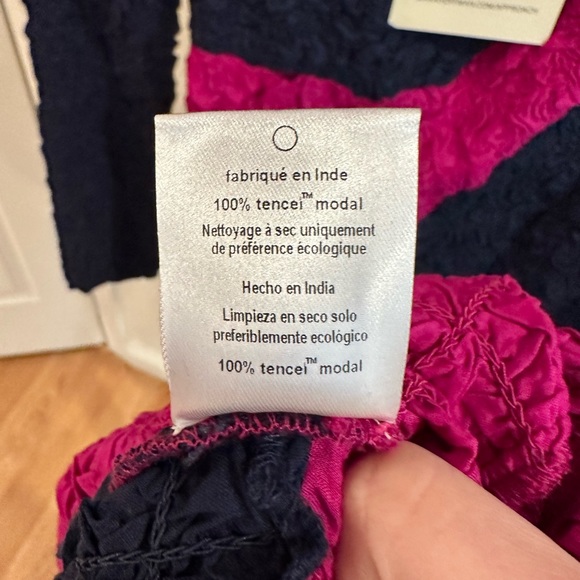 fabriqué en Inde
100% tencel™ modal
Nettoyage à sec uniquement
de préférence écologique
Hecho en India
Limpieza en seco solo
preferiblemente ecológico
100% tencel™ modal